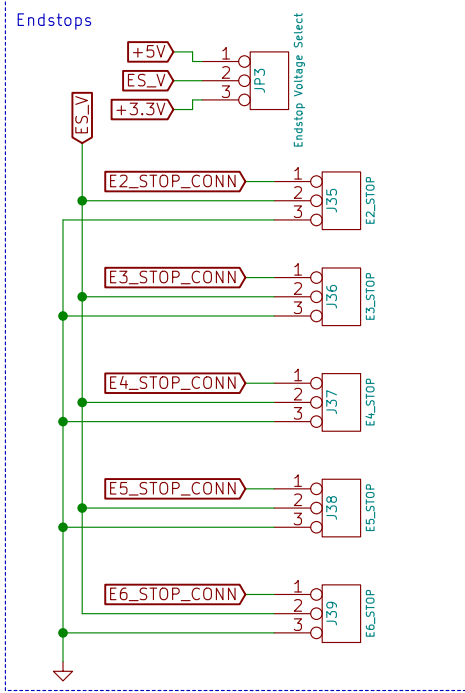 Endstops
+5V
1
ES_V
2
+3.3V
3
JP3
Endstop Voltage Select
ES_V
E2_STOP_CONN
1
2
3
J35
E2_STOP
E3_STOP_CONN
1
2
3
J36
E3_STOP
E4_STOP_CONN
1
2
3
J37
E4_STOP
E5_STOP_CONN
1
2
3
J38
E5_STOP
E6_STOP_CONN
1
2
3
J39
E6_STOP